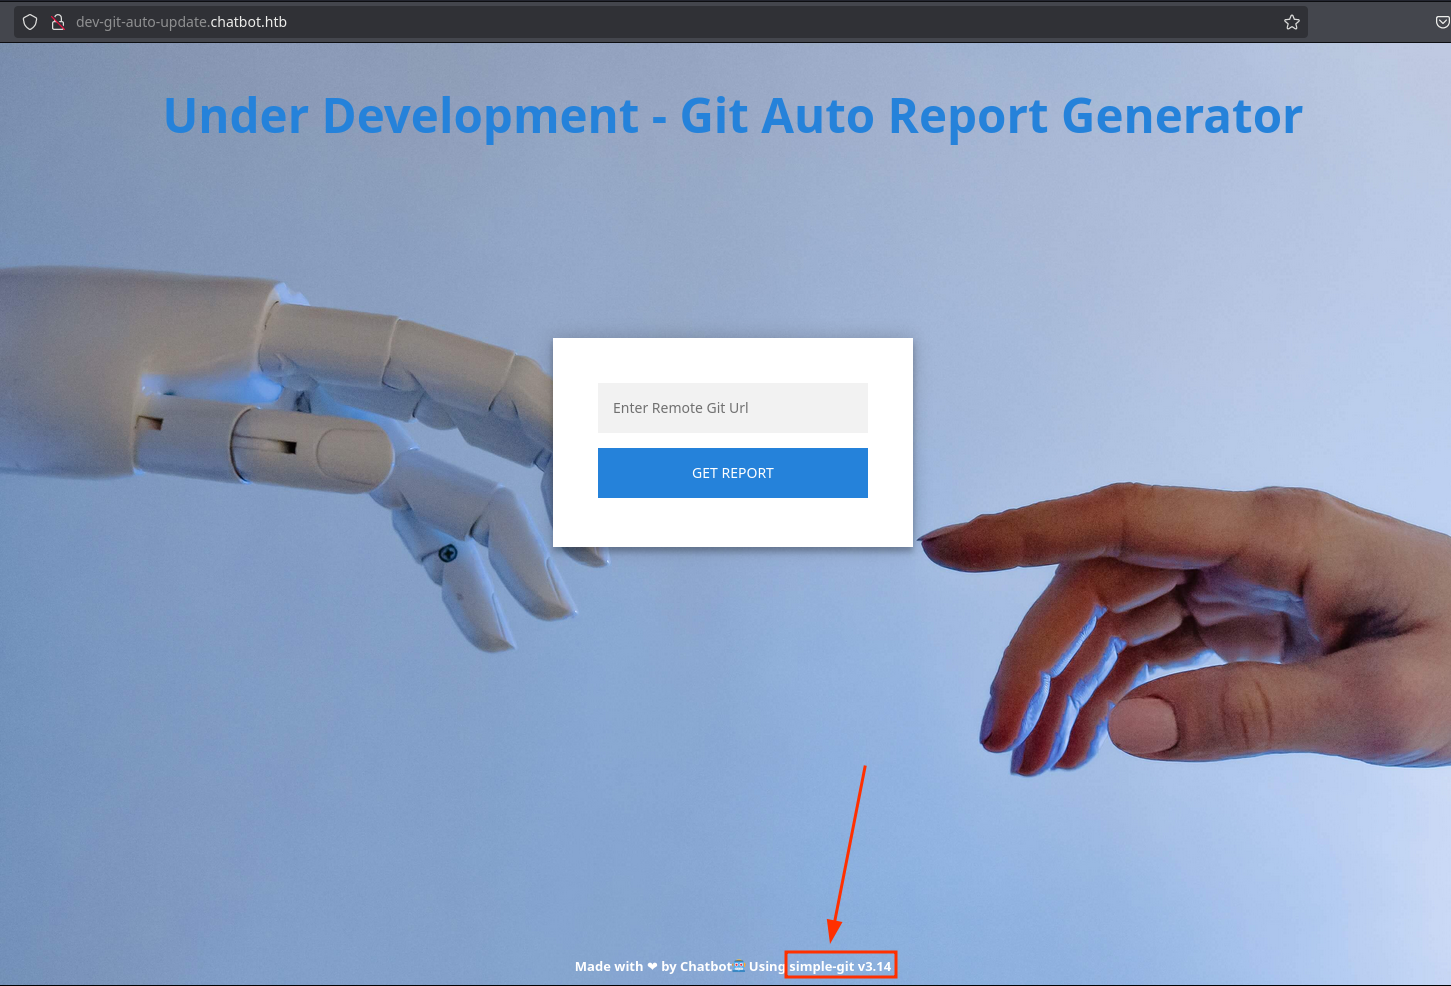 dev-git-auto-update.chatbot.htb
Under Development - Git Auto Report Generator
Enter Remote Git Url
GET REPORT
Made with ❤ by Chatbot🤖 Using simple-git v3.14